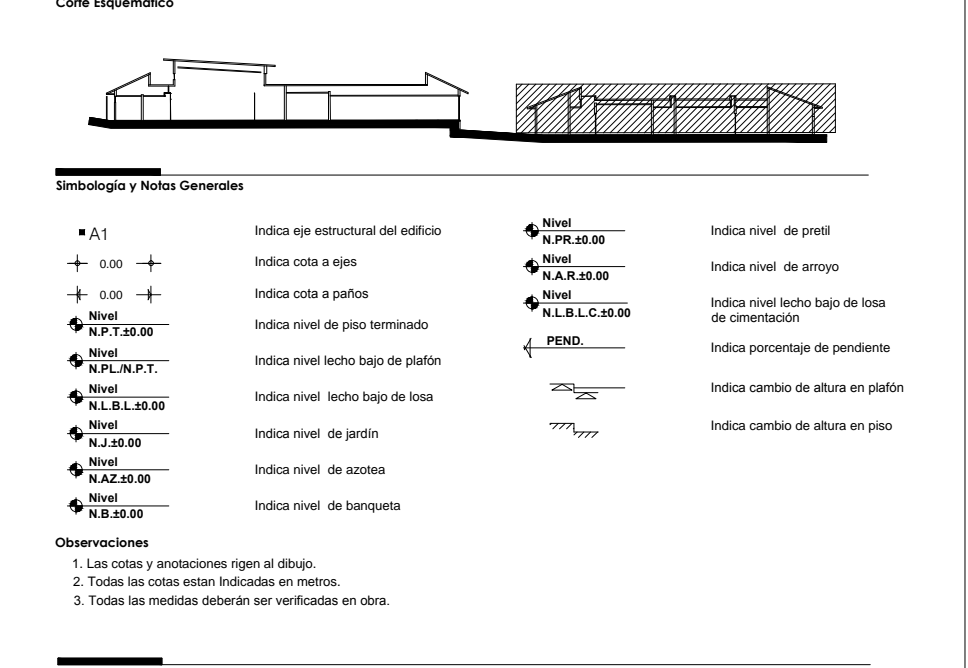 Corte Esquemático
Simbología y Notas Generales
A1
Indica eje estructural del edificio
0.00
Indica cota a ejes
0.00
Indica cota a paños
Nivel
N.P.T.±0.00
Indica nivel de piso terminado
Nivel
N.PL./N.P.T.
Indica nivel lecho bajo de plafón
Nivel
N.L.B.L.±0.00
Indica nivel lecho bajo de losa
Nivel
N.J.±0.00
Indica nivel de jardín
Nivel
N.AZ.±0.00
Indica nivel de azotea
Nivel
N.B.±0.00
Indica nivel de banqueta
Nivel
N.PR.±0.00
Indica nivel de pretil
Nivel
N.A.R.±0.00
Indica nivel de arroyo
Nivel
N.L.B.L.C.±0.00
Indica nivel lecho bajo de losa
de cimentación
PEND.
Indica porcentaje de pendiente
Indica cambio de altura en plafón
Indica cambio de altura en piso
Observaciones
1. Las cotas y anotaciones rigen al dibujo.
2. Todas las cotas estan Indicadas en metros.
3. Todas las medidas deberán ser verificadas en obra.